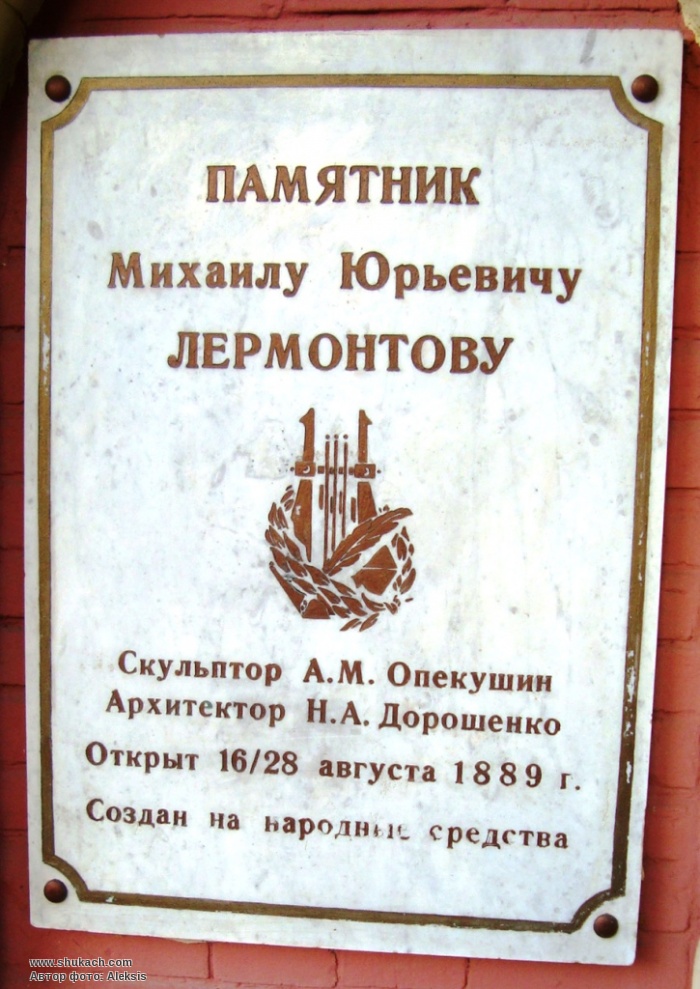 ПАМЯТНИК
Михаилу Юрьевичу
ЛЕРМОНТОВУ
Скульптор А.М. Опекушин
Архитектор Н.А. Дорошенко
Открыт 16/28 августа 1889 г.
Создан на народные средства
www.shukach.com
Автор фото: Aleksis